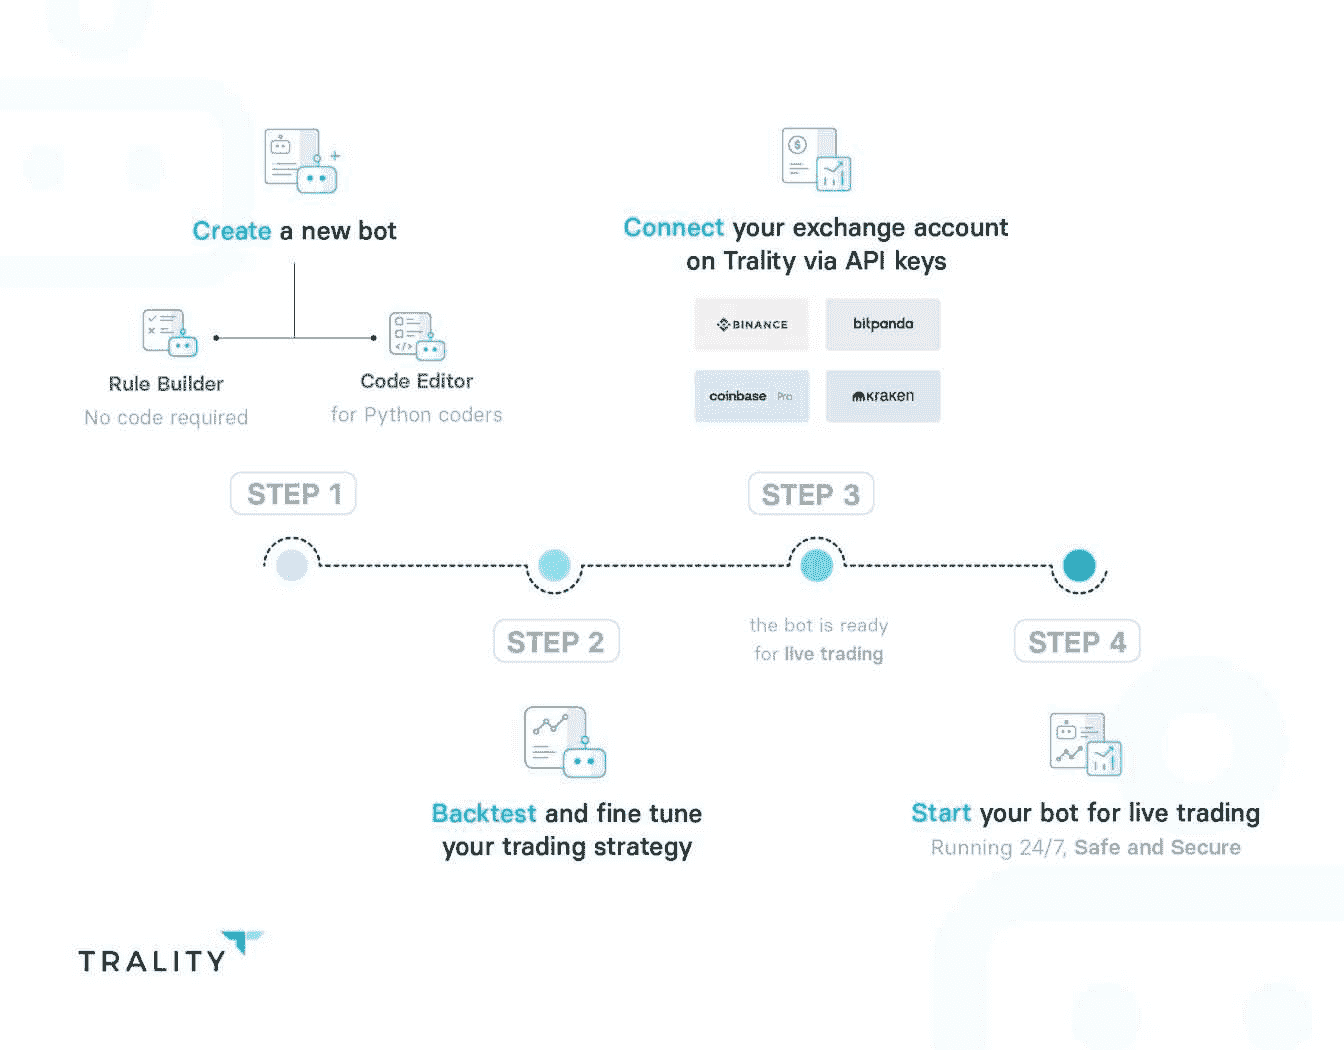 Create a new bot
Rule Builder
No code required
Code Editor
for Python coders
STEP 1
STEP 2
Backtest and fine tune
your trading strategy
Connect your exchange account
on Trality via API keys
BINANCE
bitpanda
coinbase Pro
kraken
STEP 3
the bot is ready
for live trading
STEP 4
Start your bot for live trading
Running 24/7, Safe and Secure
TRALITY